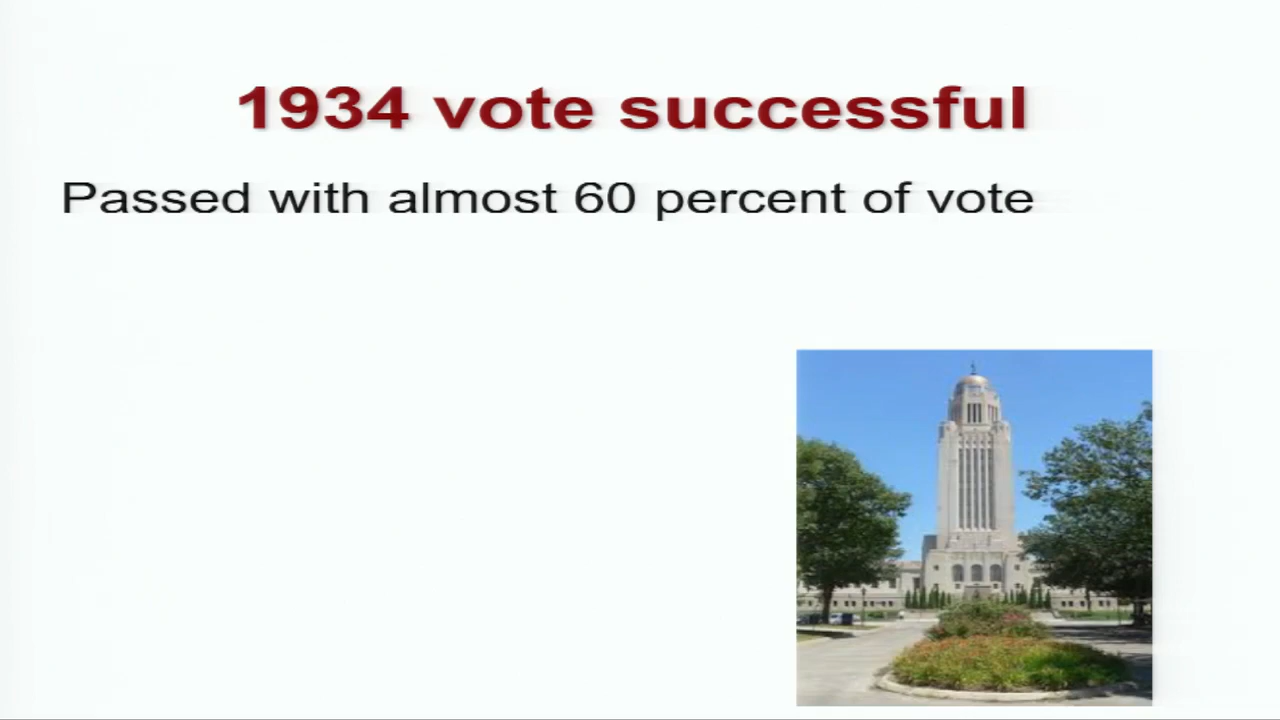 1934 vote successful
Passed with almost 60 percent of vote